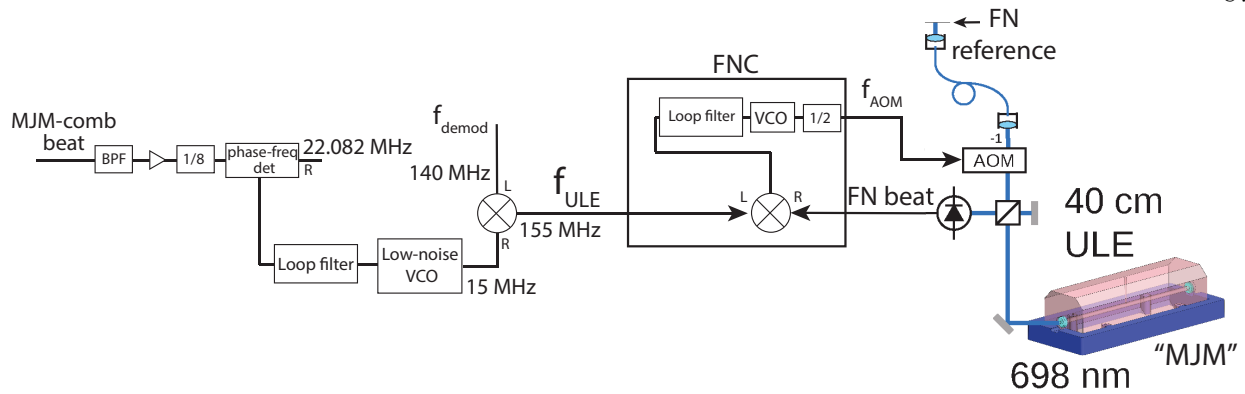 FN
reference
FNC
f_AOM
Loop filter
VCO
1/2
-1
AOM
MJM-comb
beat
BPF
1/8
phase-freq
det
22.082 MHz
R
f_demod
140 MHz
L
f_ULE
155 MHz
R
L
R
FN beat
40 cm
ULE
Loop filter
Low-noise
VCO
15 MHz
"MJM"
698 nm